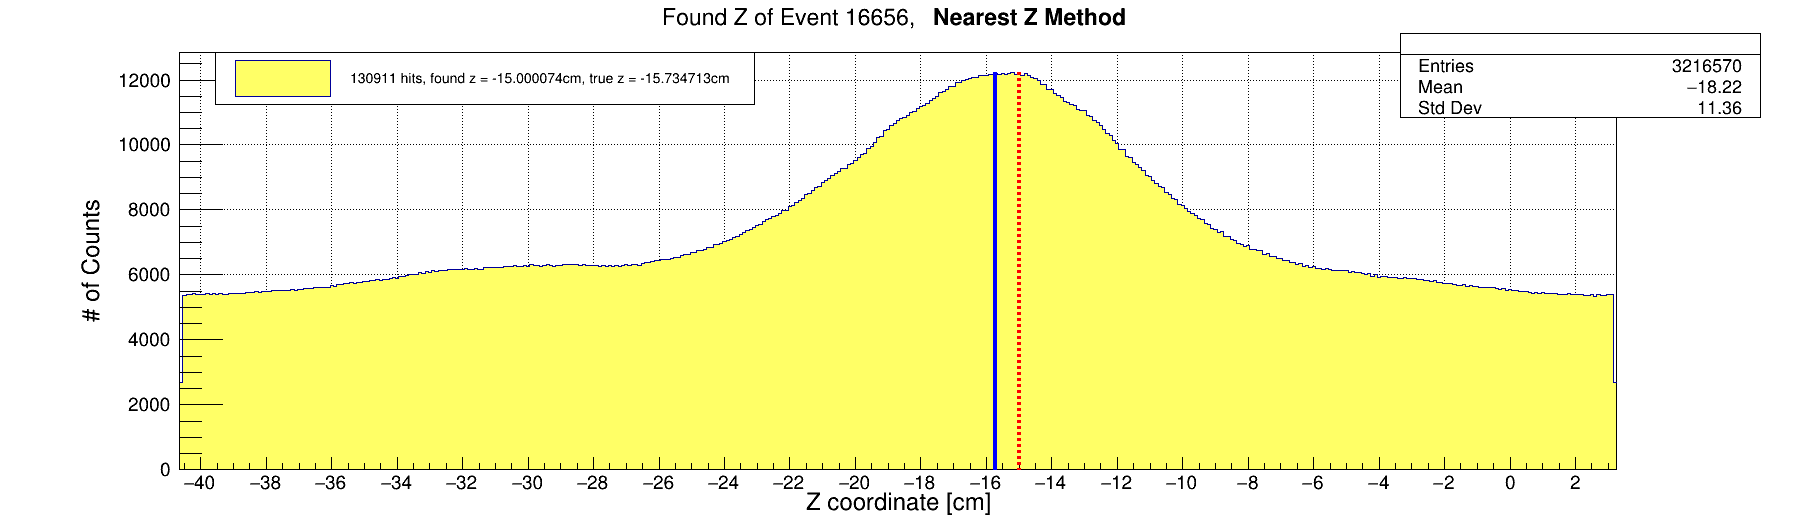 Found Z of Event 16656, Nearest Z Method
130911 hits, found z = -15.000074cm, true z = -15.734713cm
Entries 3216570
Mean −18.22
Std Dev 11.36
# of Counts
12000
10000
8000
6000
4000
2000
0
−40 −38 −36 −34 −32 −30 −28 −26 −24 −22 −20 −18 −16 −14 −12 −10 −8 −6 −4 −2 0 2
Z coordinate [cm]